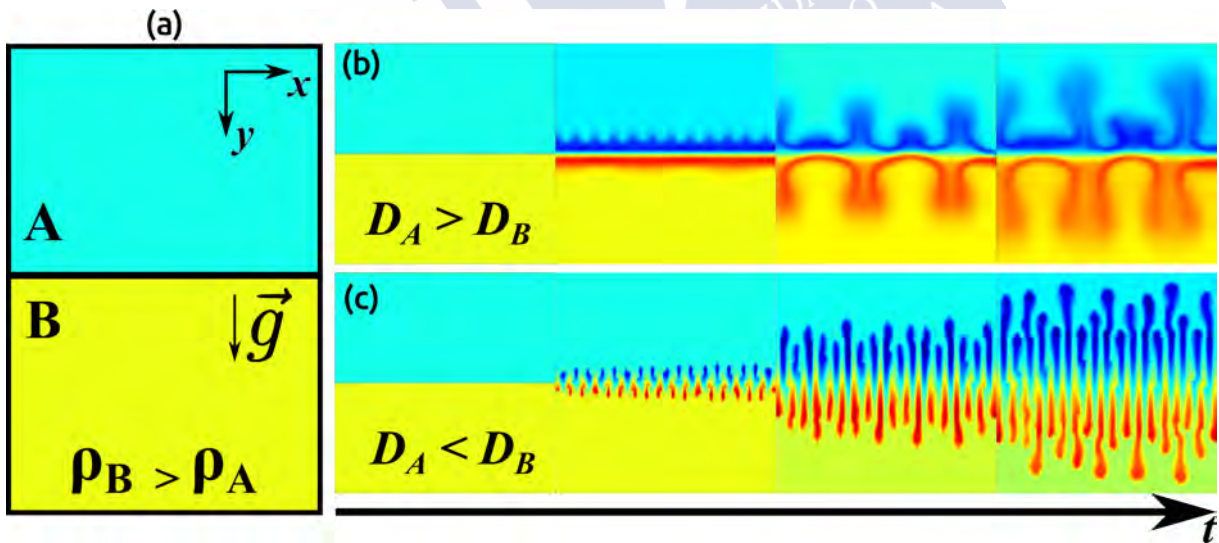 (a)
x
y
A
B
g
ρB > ρA
(b)
DA > DB
(c)
DA < DB
t